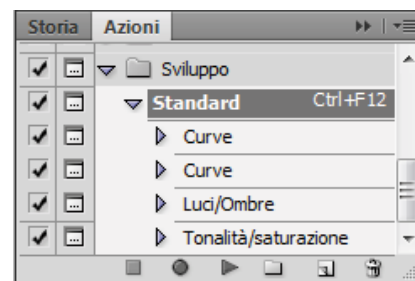 Storia Azioni
Sviluppo
Standard Ctrl+F12
Curve
Curve
Luci/Ombre
Tonalità/saturazione